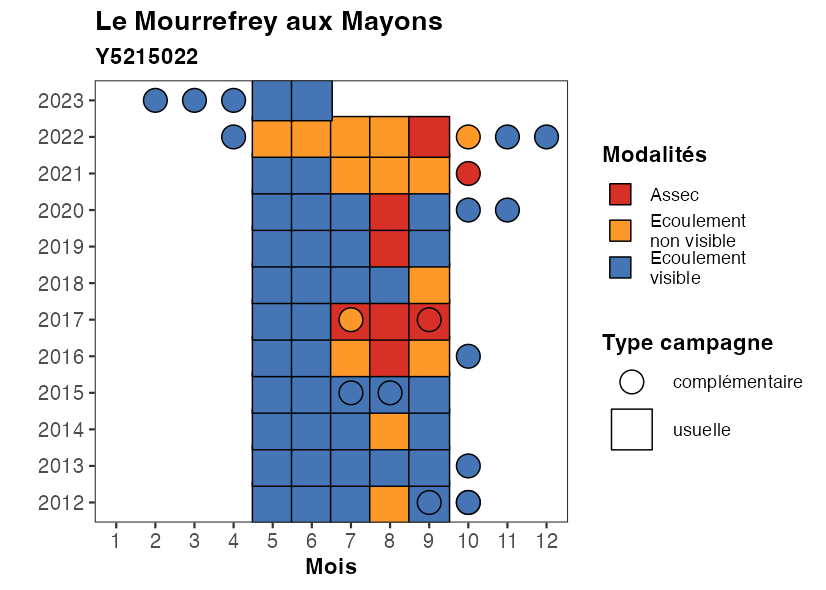 Le Mourrefrey aux Mayons
Y5215022
2023
2022
2021
2020
2019
2018
2017
2016
2015
2014
2013
2012
1 2 3 4 5 6 7 8 9 10 11 12
Mois
Modalités
Assec
Ecoulement
non visible
Ecoulement
visible
Type campagne
complémentaire
usuelle